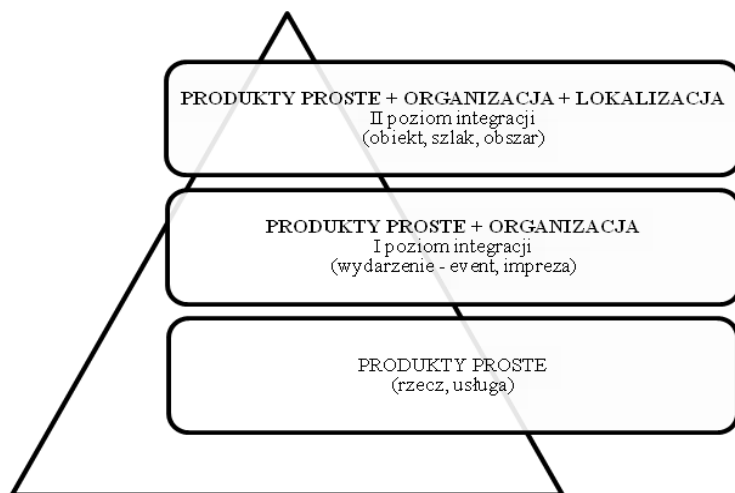 PRODUKTY PROSTE + ORGANIZACJA + LOKALIZACJA
II poziom integracji
(obiekt, szlak, obszar)
PRODUKTY PROSTE + ORGANIZACJA
I poziom integracji
(wydarzenie - event, impreza)
PRODUKTY PROSTE
(rzecz, usługa)